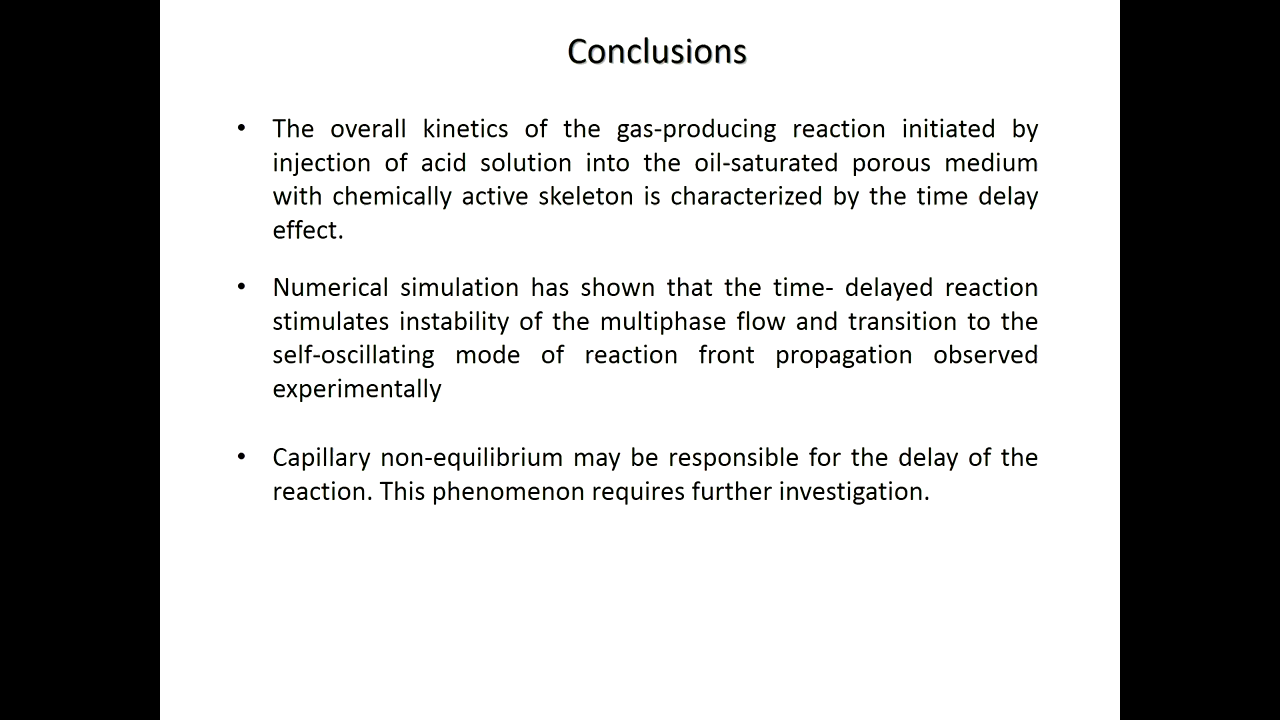 Conclusions
• The overall kinetics of the gas-producing reaction initiated by
injection of acid solution into the oil-saturated porous medium
with chemically active skeleton is characterized by the time delay
effect.
• Numerical simulation has shown that the time- delayed reaction
stimulates instability of the multiphase flow and transition to the
self-oscillating mode of reaction front propagation observed
experimentally
• Capillary non-equilibrium may be responsible for the delay of the
reaction. This phenomenon requires further investigation.